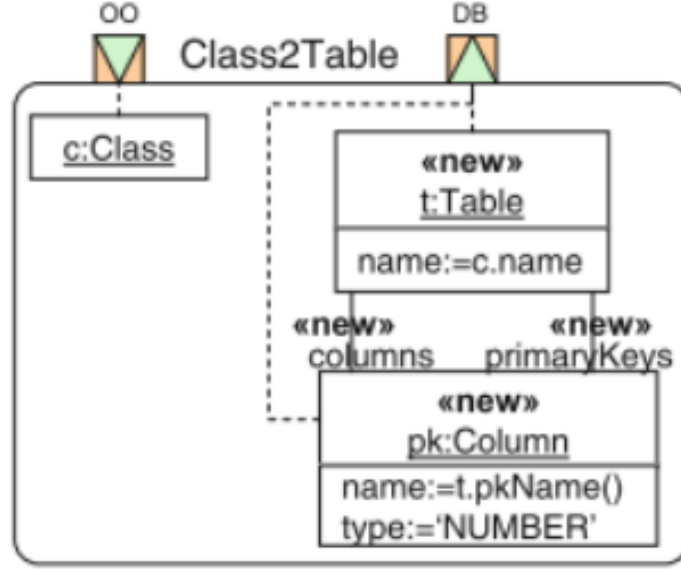 OO
DB
Class2Table
c:Class
«new»
t:Table
name:=c.name
«new» «new»
columns primaryKeys
«new»
pk:Column
name:=t.pkName()
type:=‘NUMBER’